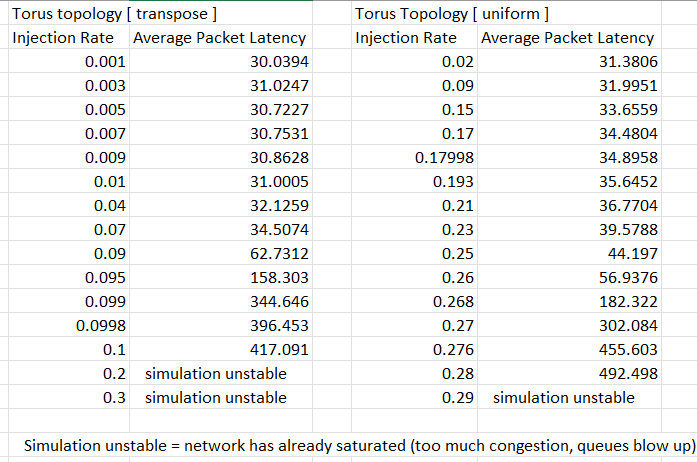 Torus topology [ transpose ] Torus Topology [ uniform ]
Injection Rate Average Packet Latency Injection Rate Average Packet Latency
0.001 30.0394 0.02 31.3806
0.003 31.0247 0.09 31.9951
0.005 30.7227 0.15 33.6559
0.007 30.7531 0.17 34.4804
0.009 30.8628 0.17998 34.8958
0.01 31.0005 0.193 35.6452
0.04 32.1259 0.21 36.7704
0.07 34.5074 0.23 39.5788
0.09 62.7312 0.25 44.197
0.095 158.303 0.26 56.9376
0.099 344.646 0.268 182.322
0.0998 396.453 0.27 302.084
0.1 417.091 0.276 455.603
0.2 simulation unstable 0.28 492.498
0.3 simulation unstable 0.29 simulation unstable
Simulation unstable = network has already saturated (too much congestion, queues blow up)